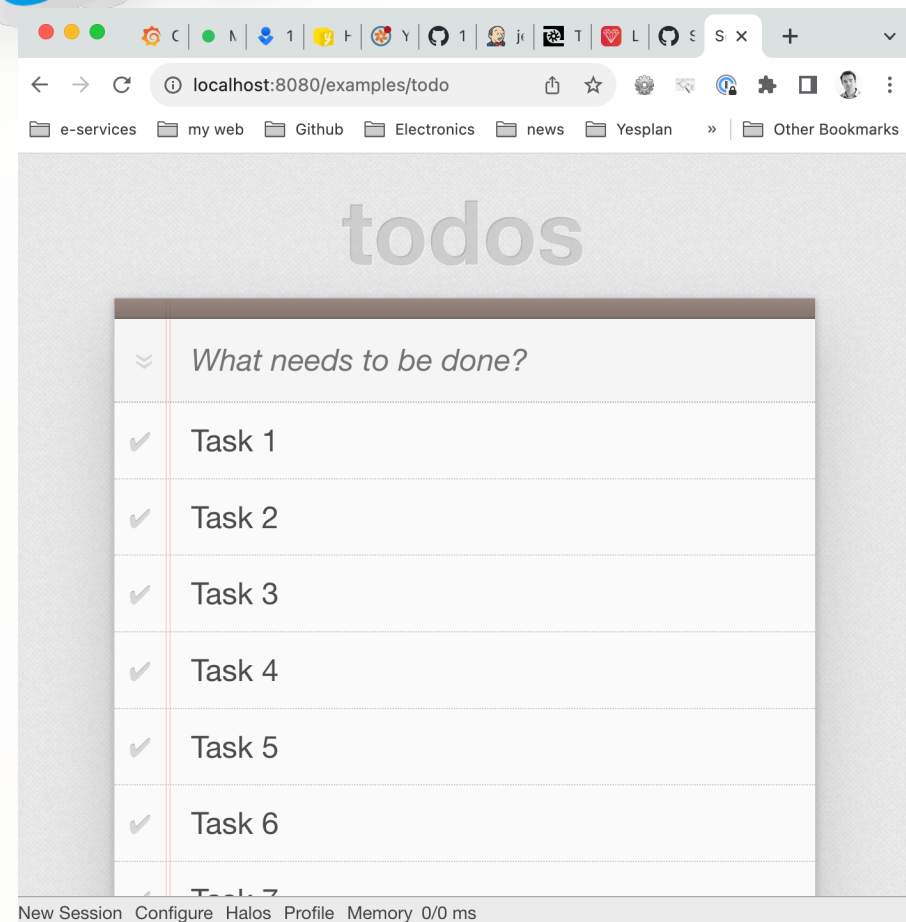 localhost:8080/examples/todo
e-services my web Github Electronics news Yesplan » Other Bookmarks
todos
What needs to be done?
Task 1
Task 2
Task 3
Task 4
Task 5
Task 6
Task 7
New Session Configure Halos Profile Memory 0/0 ms